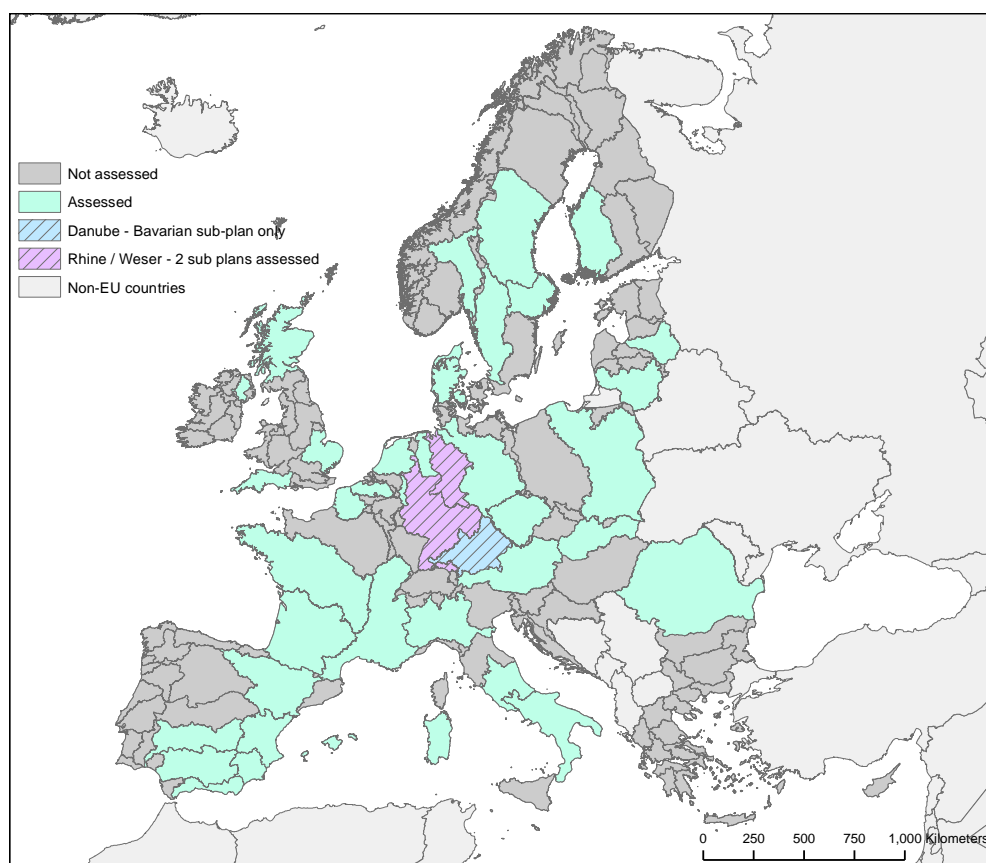 Not assessed
Assessed
Danube - Bavarian sub-plan only
Rhine / Weser - 2 sub plans assessed
Non-EU countries
0 250 500 750 1,000 Kilometers